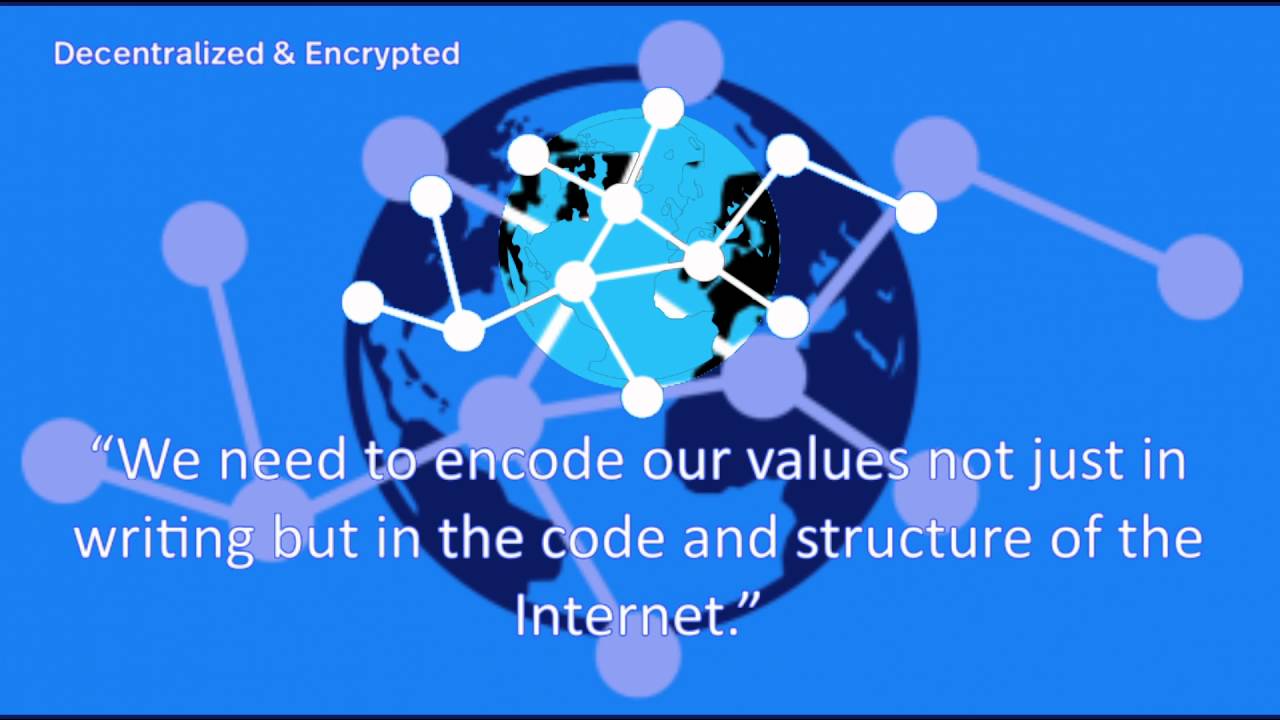 Decentralized & Encrypted
“We need to encode our values not just in
writing but in the code and structure of the
Internet.”